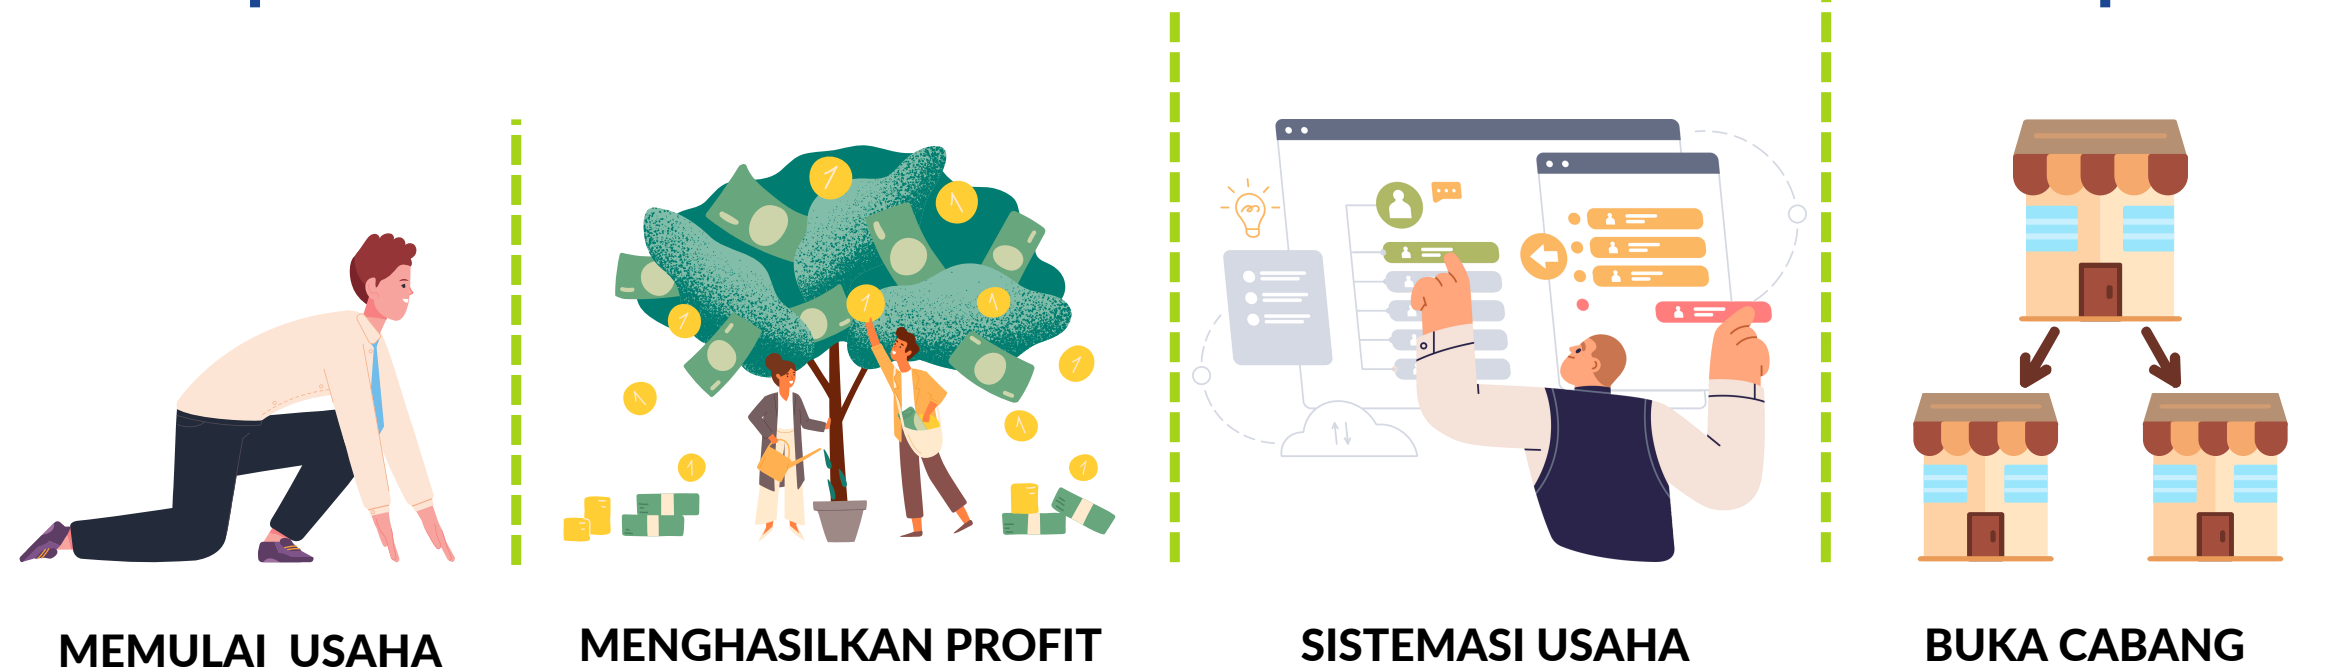 MEMULAI USAHA
MENGHASILKAN PROFIT
SISTEMASI USAHA
BUKA CABANG